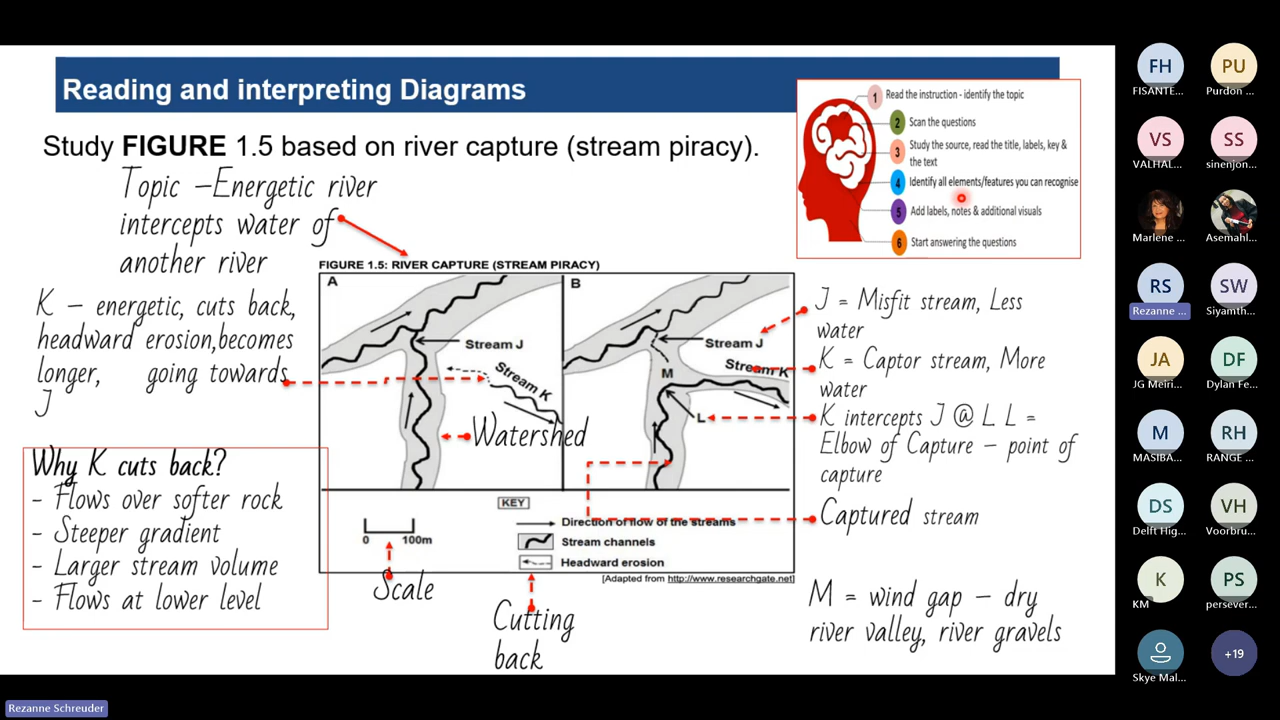 Reading and interpreting Diagrams
Study FIGURE 1.5 based on river capture (stream piracy).
1 Read the instruction - identify the topic
2 Scan the questions
3 Study the source, read the title, labels, key &
the text
4 Identify all elements/features you can recognise
5 Add labels, notes & additional visuals
6 Start answering the questions
Topic –Energetic river
intercepts water of
another river
K – energetic, cuts back,
headward erosion,becomes
longer, going towards
J
Why K cuts back?
- Flows over softer rock
- Steeper gradient
- Larger stream volume
- Flows at lower level
FIGURE 1.5: RIVER CAPTURE (STREAM PIRACY)
A
Stream J
Stream K
Watershed
B
Stream J
Stream K
M
L
KEY
0 100m
Direction of flow of the streams
Stream channels
Headward erosion
[Adapted from http://www.researchgate.net]
Scale
Cutting
back
J = Misfit stream, Less
water
K = Captor stream, More
water
K intercepts J @ L L =
Elbow of Capture – point of
capture
Captured stream
M = wind gap – dry
river valley, river gravels
FH
FISANTE...
PU
Purdon ...
VS
VALHAL...
SS
sinenjon...
Marlene ...
Asemahl...
RS
Rezanne ...
SW
Siyamth...
JA
JG Meiri...
DF
Dylan Fe...
M
MASIBA...
RH
RANGE ...
DS
Delft Hig...
VH
Voorbru...
K
KM
PS
persever...
Skye Mal...
+19
Rezanne Schreuder